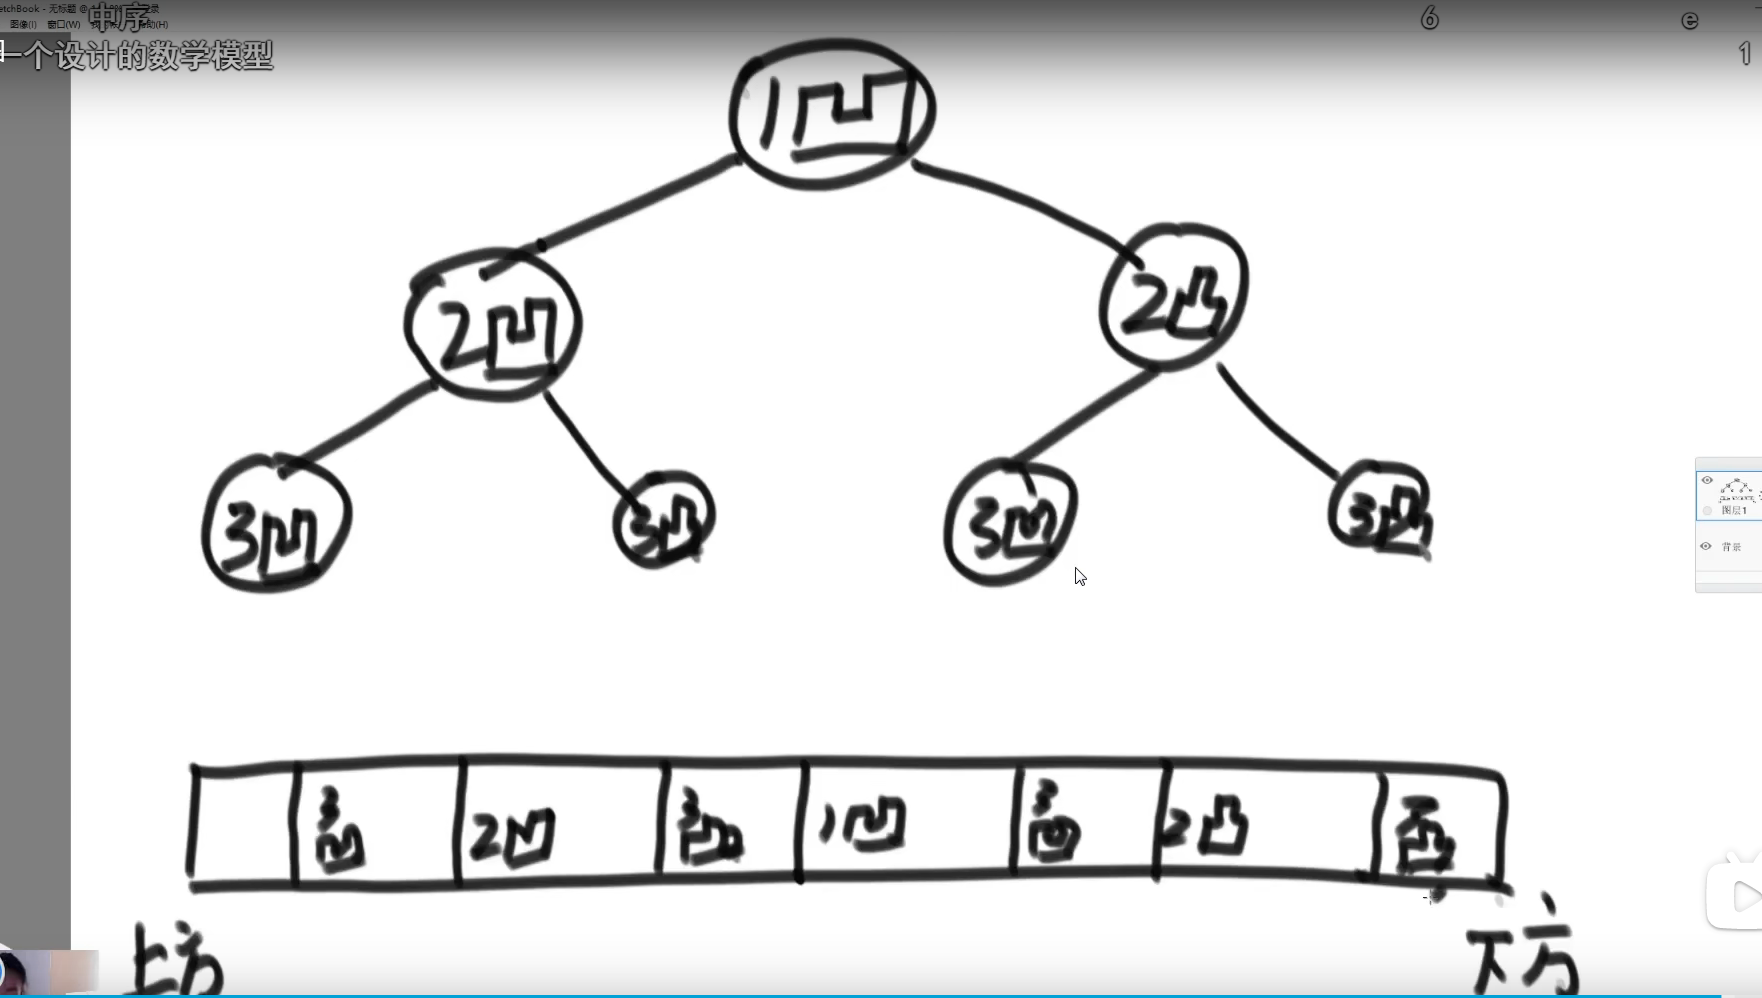 etchBook - 无标题 @
中序
录
图像(I) 窗口(W)
助(H)
一个设计的数学模型
6
e
1
1凹
2凹
2凸
3凹
3凸
3凹
3凸
图层1
背景
3凹
2凹
3凸
1凹
3凹
2凸
3凸
上方
下方